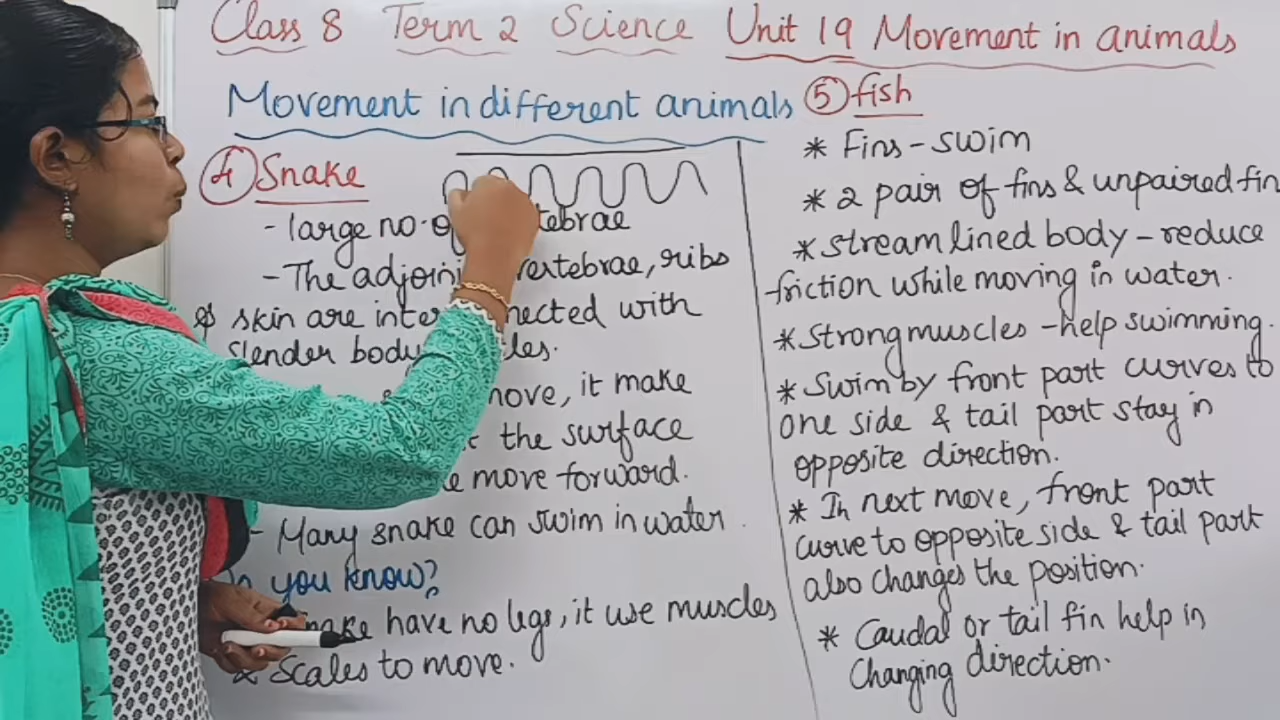 Class 8 Term 2 Science Unit 19 Movement in animals
Movement in different animals
④ Snake
- large no. of tebrae
- The adjoini vertebrae, ribs
& skin are inter nected with
slender body les.
move, it make
the surface
move forward.
- Many snake can swim in water.
you know?
snake have no legs, it use muscles
& Scales to move.
⑤ fish
* Fins - swim
* 2 pair of fins & unpaired fin
* stream lined body - reduce
friction while moving in water.
* Strong muscles - help swimming.
* Swim by front part curves to
one side & tail part stay in
opposite direction.
* In next move, front part
curve to opposite side & tail part
also changes the position.
* Caudal or tail fin help in
Changing direction.